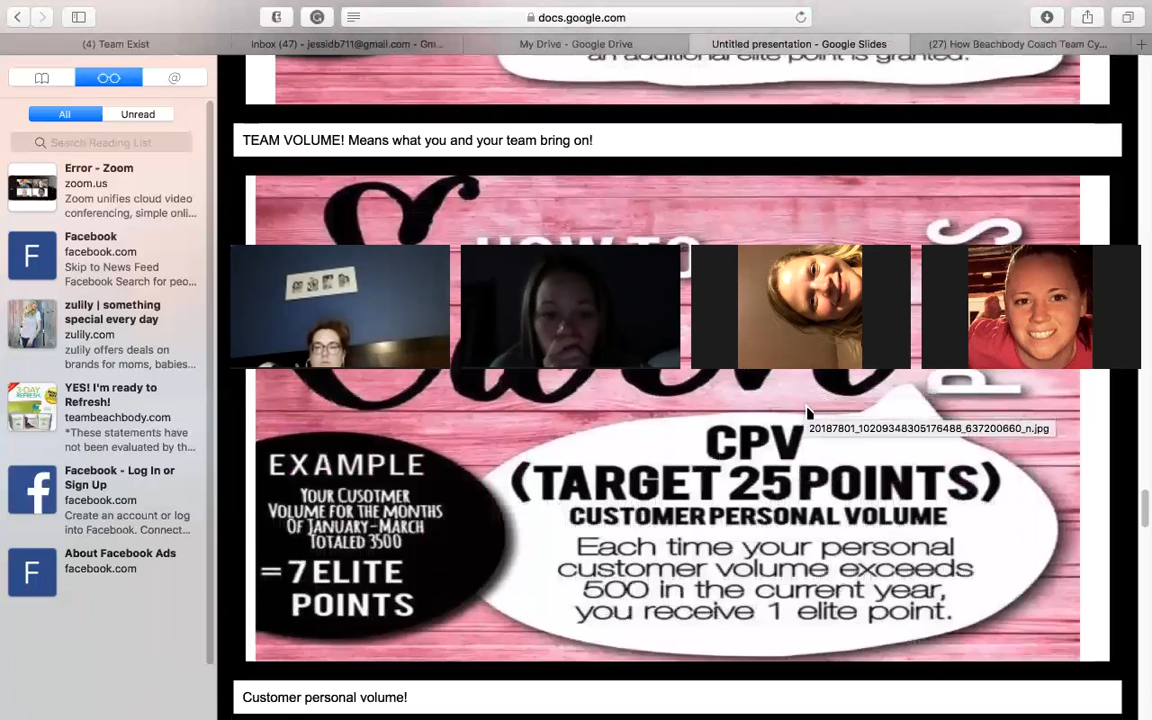 docs.google.com
(4) Team Exist
Inbox (47) - jessidb711@gmail.com - Gm...
My Drive - Google Drive
Untitled presentation - Google Slides
(27) How Beachbody Coach Team Cy...
All
Unread
Search Reading List
Error - Zoom
zoom.us
Zoom unifies cloud video
conferencing, simple onli...
Facebook
facebook.com
Skip to News Feed
Search for peo...
zulily | something
special every day
zulily.com
zulily offers deals on
brands for moms, babies...
YES! I'm ready to
Refresh!
teambeachbody.com
*These statements have
not been evaluated by th...
Facebook - Log In or
Sign Up
facebook.com
Create an account or log
into Facebook. Connect...
About Facebook Ads
facebook.com
an additional elite point is granted.
TEAM VOLUME! Means what you and your team bring on!
HOW TO
20187801_10209348305176488_637200660_n.jpg
EXAMPLE
YOUR CUSOTMER
VOLUME FOR THE MONTHS
OF JANUARY-MARCH
TOTALED 3500
= 7 ELITE
POINTS
CPV
(TARGET 25 POINTS)
CUSTOMER PERSONAL VOLUME
Each time your personal
customer volume exceeds
500 in the current year,
you receive 1 elite point.
Customer personal volume!